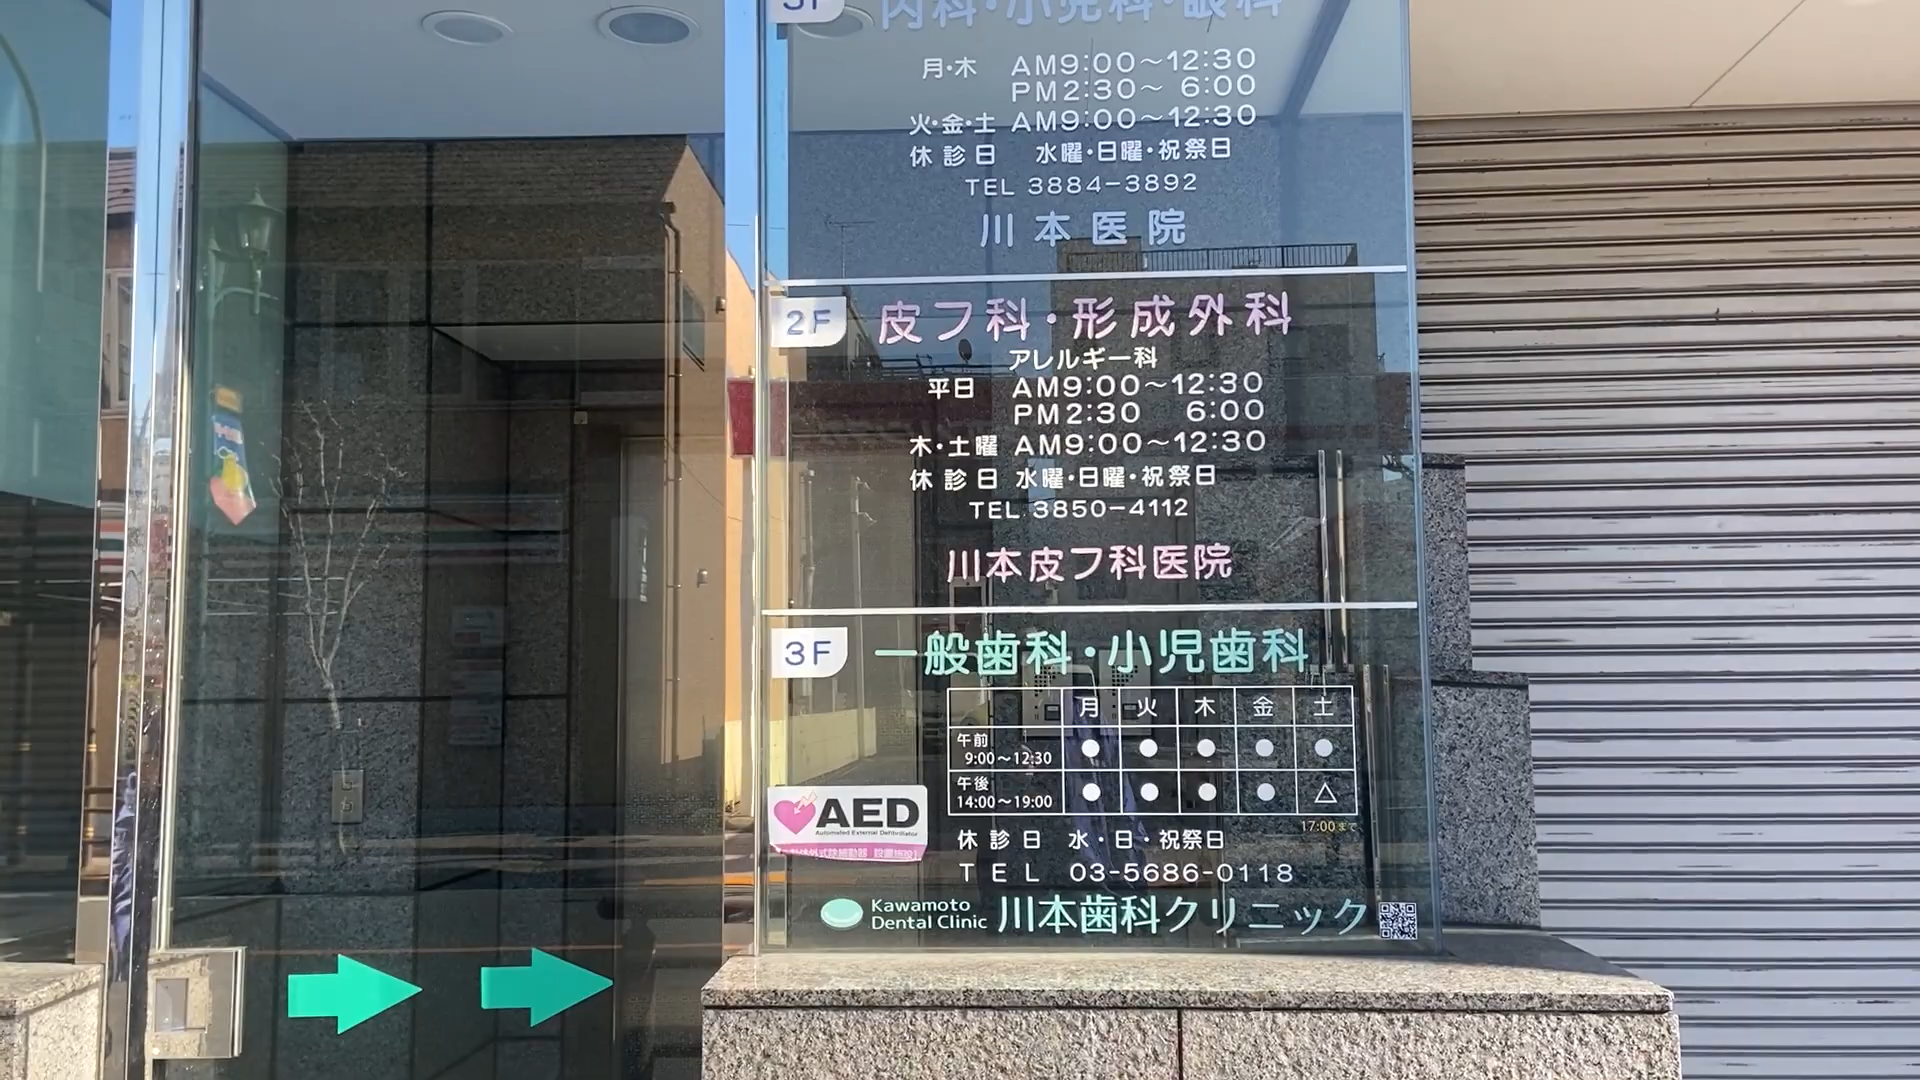 内科・小児科・眼科
月・木 AM9:00～12:30
PM2:30～ 6:00
火・金・土 AM9:00～12:30
休診日 水曜・日曜・祝祭日
TEL 3884-3892
川本医院
2F 皮フ科・形成外科
アレルギー科
平日 AM9:00～12:30
PM2:30 6:00
木・土曜 AM9:00～12:30
休診日 水曜・日曜・祝祭日
TEL 3850-4112
川本皮フ科医院
3F 一般歯科・小児歯科
月 火 木 金 土
午前 9:00～12:30 ● ● ● ● ●
午後 14:00～19:00 ● ● ● ● △
17:00まで
休診日 水・日・祝祭日
TEL 03-5686-0118
Kawamoto
Dental Clinic 川本歯科クリニック
AED
Automated External Defibrillator